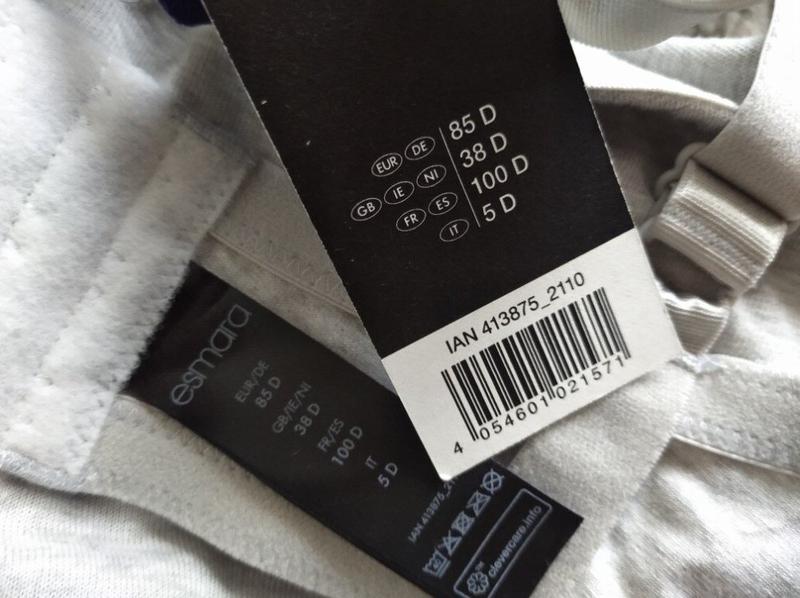 EUR DE 85 D
GB IE NI 38 D
FR ES 100 D
IT 5 D
IAN 413875_2110
4 054601 021571
esmara
EUR/DE
85 D
GB/IE/NI
38 D
FR/ES
100 D
IT
5 D
IAN 413875_21
clevercare.info